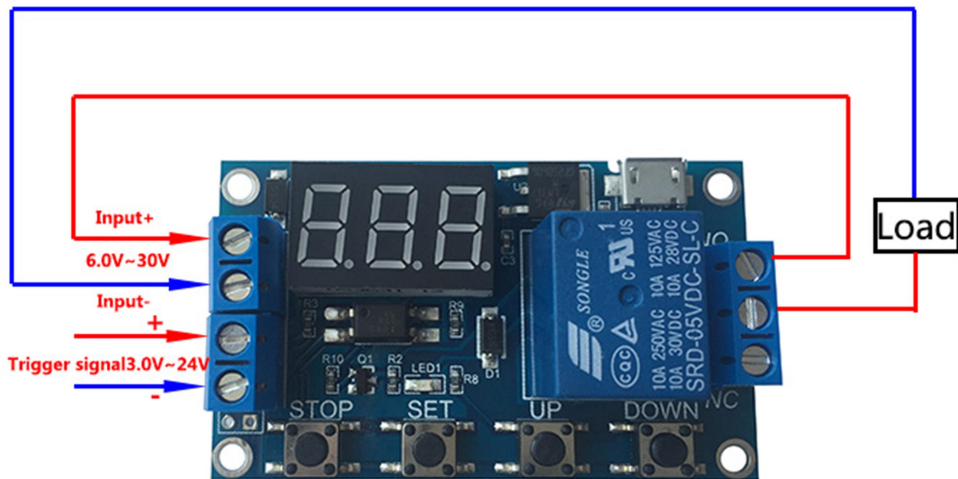 Input+
6.0V~30V
Input-
+
Trigger signal3.0V~24V
-
Load
R3
R9
R10
Q1
R2
LED1
R8
D1
SONGLE
®
c
US
1
CQC
10A 250VAC 10A 125VAC
10A 30VDC 10A 28VDC
SRD-05VDC-SL-C
NC
STOP
SET
UP
DOWN